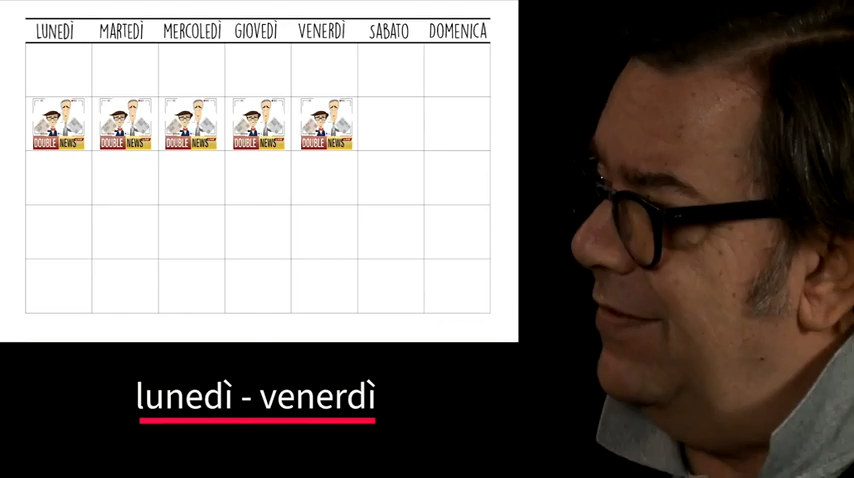 LUNEDÌ MARTEDÌ MERCOLEDÌ GIOVEDÌ VENERDÌ SABATO DOMENICA
DOUBLE NEWS DOUBLE NEWS DOUBLE NEWS DOUBLE NEWS DOUBLE NEWS
lunedì - venerdì